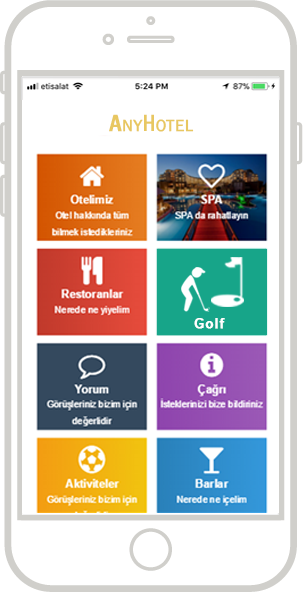 etisalat 5:24 PM 87%
ANYHOTEL
Otelimiz
Otel hakkında tüm
bilmek istedikleriniz
SPA
SPA da rahatlayın
Restoranlar
Nerede ne yiyelim
Golf
Yorum
Görüşleriniz bizim için
değerlidir
Çağrı
İsteklerinizi bize bildiriniz
Aktiviteler
Görüşleriniz bizim için
Barlar
Nerede ne içelim